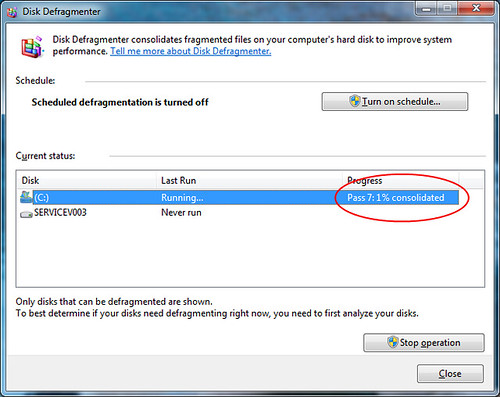 Disk Defragmenter
Disk Defragmenter consolidates fragmented files on your computer's hard disk to improve system
performance. Tell me more about Disk Defragmenter.
Schedule:
Scheduled defragmentation is turned off
Turn on schedule...
Current status:
Disk Last Run Progress
(C:) Running... Pass 7: 1% consolidated
SERVICEV003 Never run
Only disks that can be defragmented are shown.
To best determine if your disks need defragmenting right now, you need to first analyze your disks.
Stop operation
Close